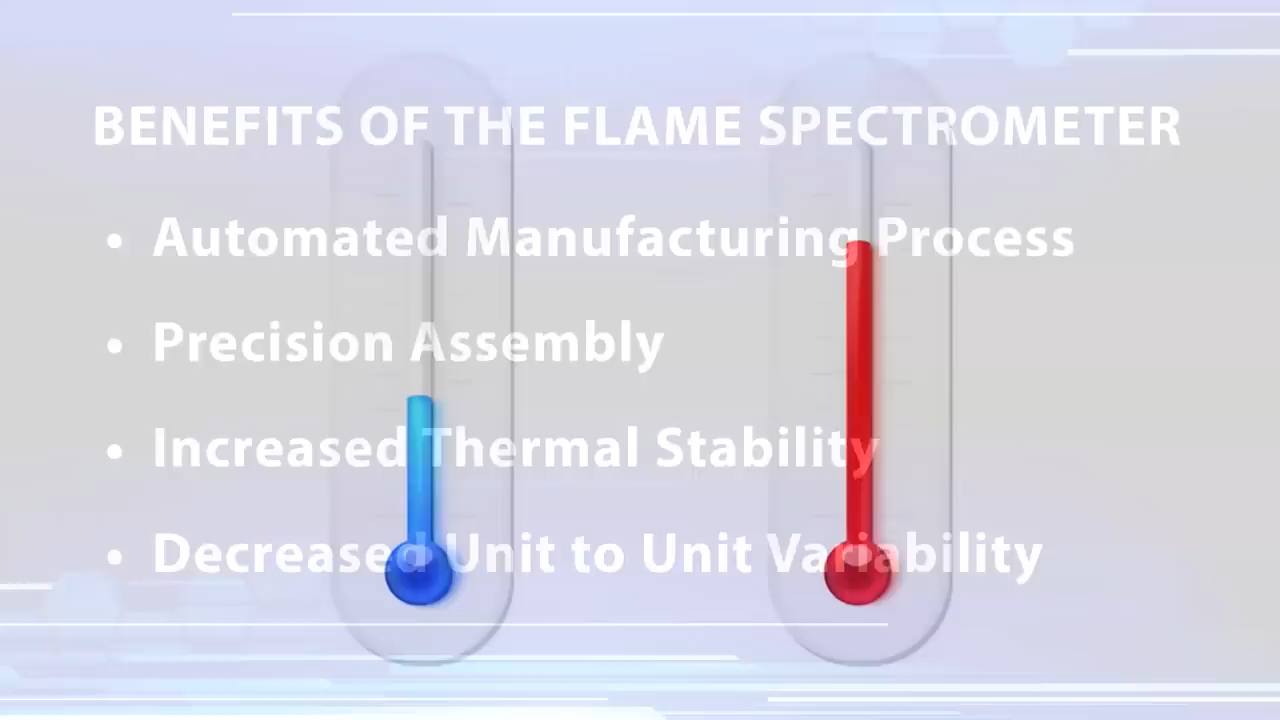 BENEFITS OF THE FLAME SPECTROMETER
• Automated Manufacturing Process
• Precision Assembly
• Increased Thermal Stability
• Decreased Unit to Unit Variability